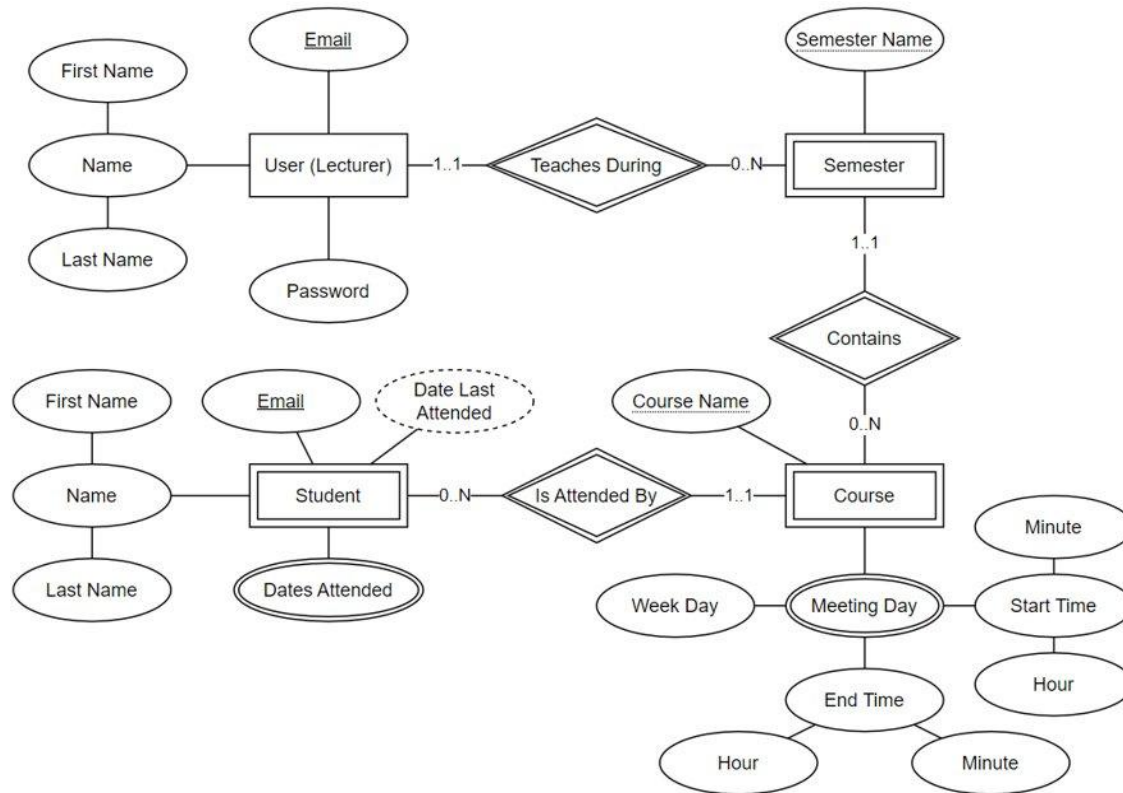 Email
Semester Name
First Name
Name
User (Lecturer)
1..1
Teaches During
0..N
Semester
Last Name
Password
1..1
Contains
0..N
First Name
Email
Date Last
Attended
Course Name
Name
Student
0..N
Is Attended By
1..1
Course
Minute
Last Name
Dates Attended
Week Day
Meeting Day
Start Time
End Time
Hour
Hour
Minute